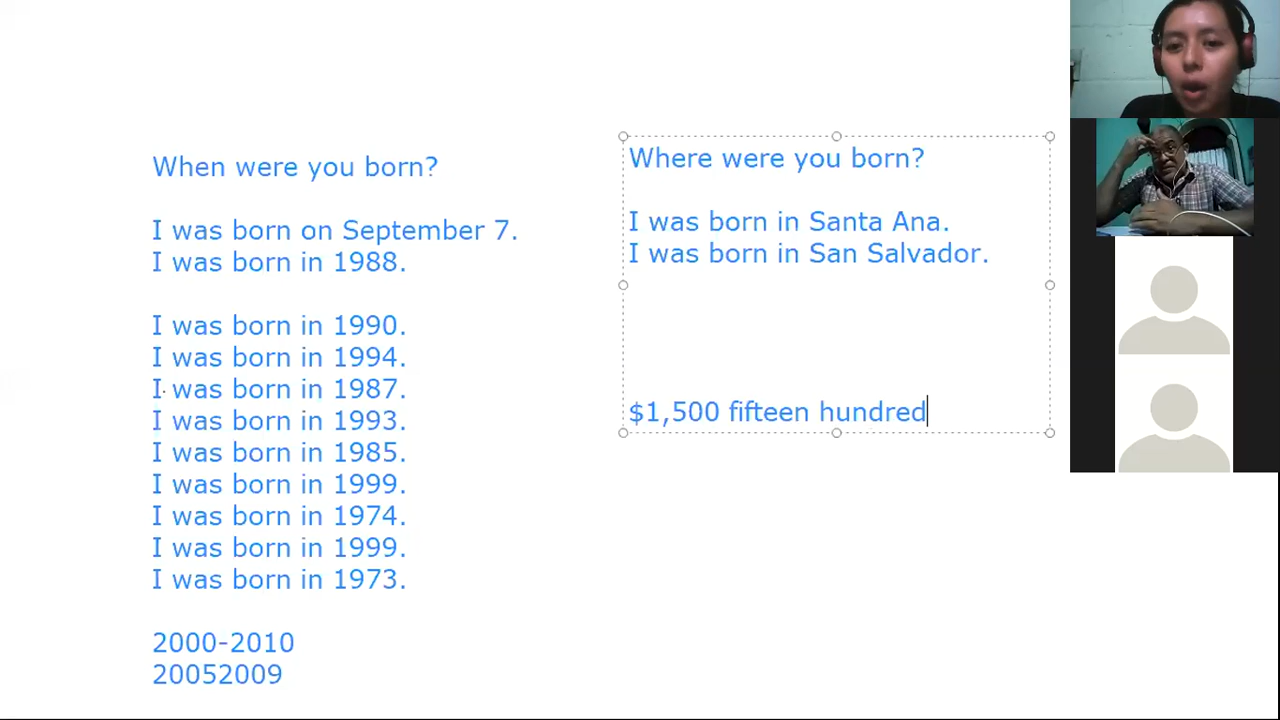 When were you born?
I was born on September 7.
I was born in 1988.
I was born in 1990.
I was born in 1994.
I was born in 1987.
I was born in 1993.
I was born in 1985.
I was born in 1999.
I was born in 1974.
I was born in 1999.
I was born in 1973.
2000-2010
20052009
Where were you born?
I was born in Santa Ana.
I was born in San Salvador.
$1,500 fifteen hundred